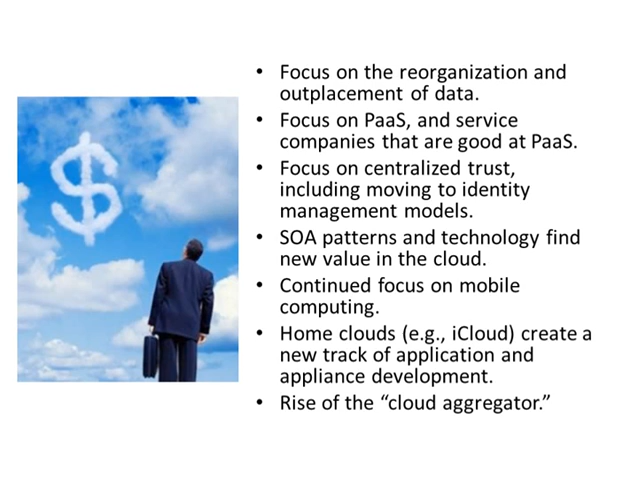 • Focus on the reorganization and
outplacement of data.
• Focus on PaaS, and service
companies that are good at PaaS.
• Focus on centralized trust,
including moving to identity
management models.
• SOA patterns and technology find
new value in the cloud.
• Continued focus on mobile
computing.
• Home clouds (e.g., iCloud) create a
new track of application and
appliance development.
• Rise of the “cloud aggregator.”